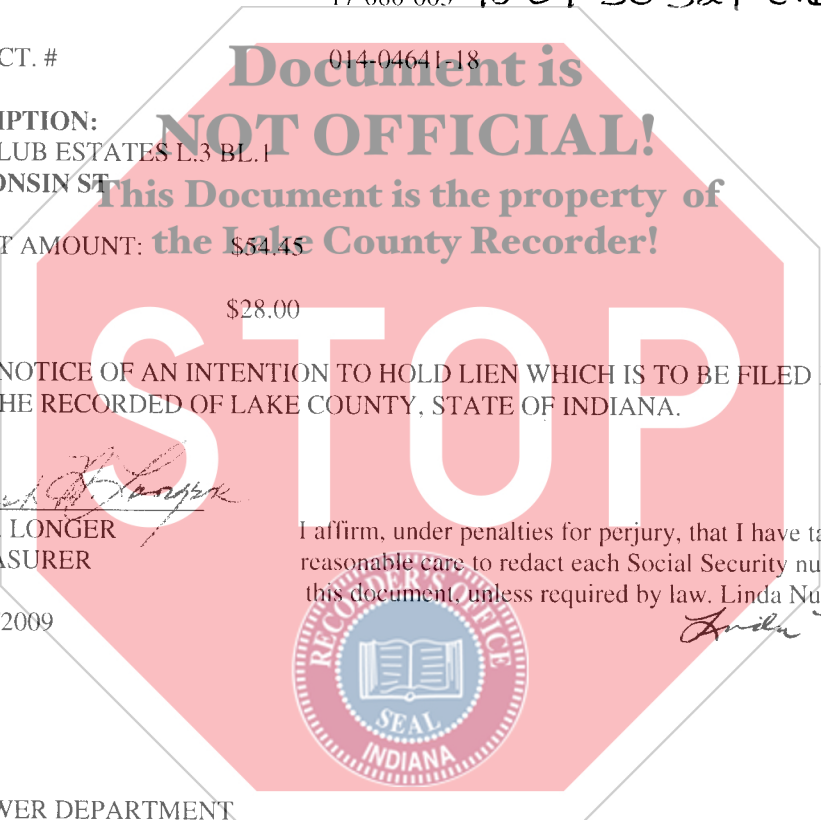 CT. # 014-04641-18
Document is
IPTION:
NOT OFFICIAL!
LUB ESTATES L.3 BL.1
ONSIN ST
This Document is the property of
T AMOUNT: $54.45
the Lake County Recorder!
$28.00
STOP
NOTICE OF AN INTENTION TO HOLD LIEN WHICH IS TO BE FILED
HE RECORDED OF LAKE COUNTY, STATE OF INDIANA.
LONGER
ASURER
I affirm, under penalties for perjury, that I have ta
reasonable care to redact each Social Security nu
this document, unless required by law. Linda Nu
2009
Linda
RECORDER'S OFFICE
SEAL
INDIANA
WER DEPARTMENT